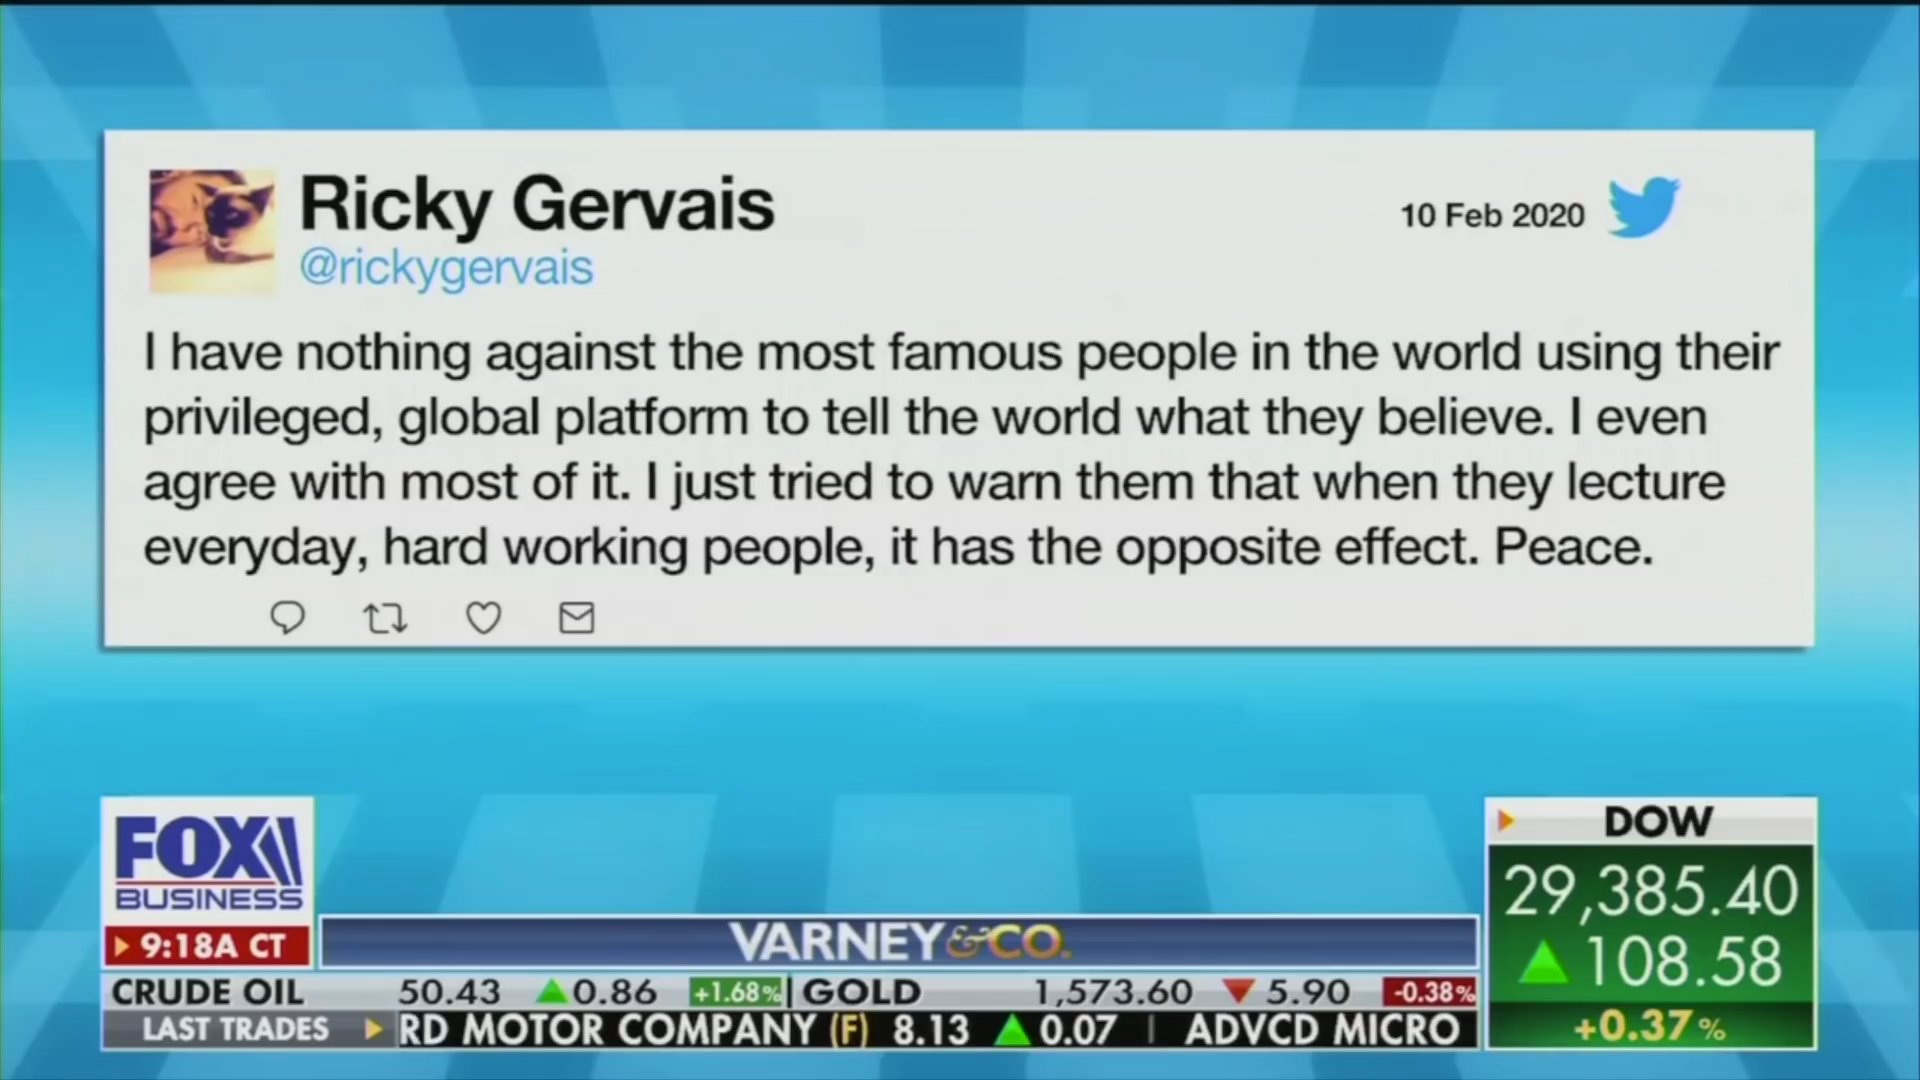 Ricky Gervais
@rickygervais
10 Feb 2020
I have nothing against the most famous people in the world using their
privileged, global platform to tell the world what they believe. I even
agree with most of it. I just tried to warn them that when they lecture
everyday, hard working people, it has the opposite effect. Peace.
FOX
BUSINESS
9:18A CT
VARNEY & CO.
DOW
29,385.40
108.58
+0.37%
CRUDE OIL 50.43 0.86 +1.68% GOLD 1,573.60 5.90 -0.38%
LAST TRADES RD MOTOR COMPANY (F) 8.13 0.07 ADVCD MICRO